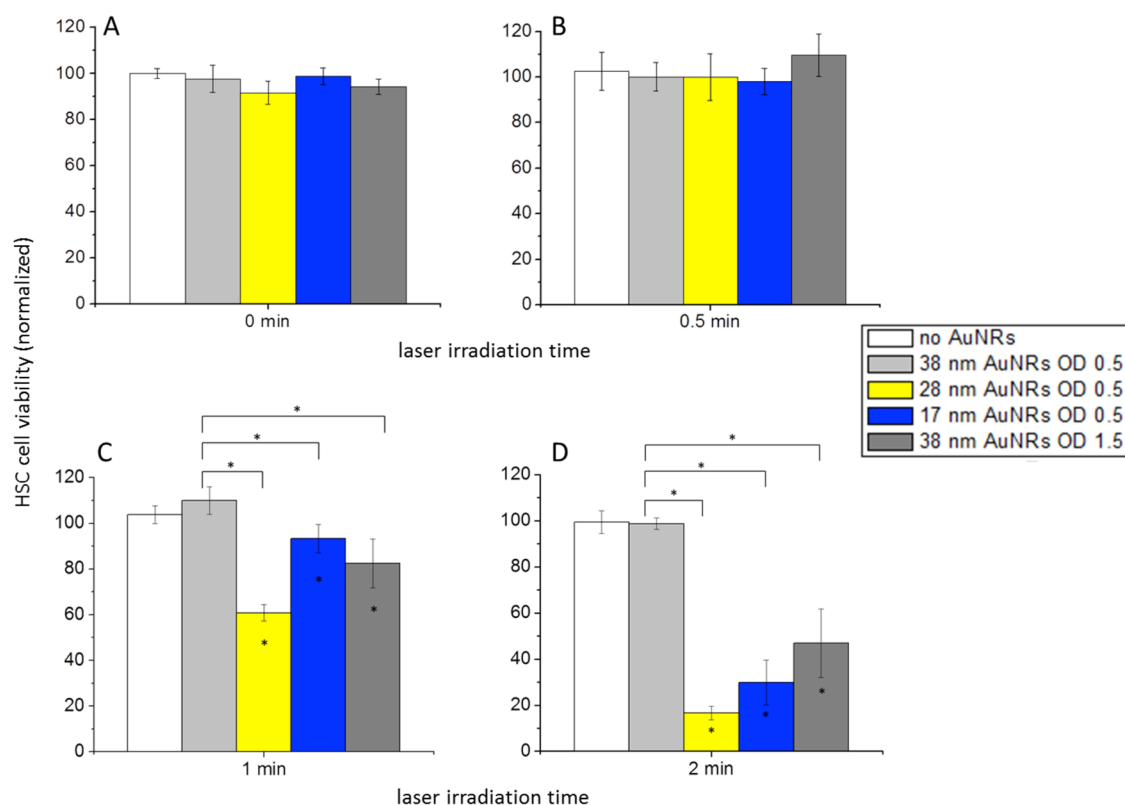 A
120
100
80
60
40
20
0
0 min
B
120
100
80
60
40
20
0
0.5 min
laser irradiation time
HSC cell viability (normalized)
no AuNRs
38 nm AuNRs OD 0.5
28 nm AuNRs OD 0.5
17 nm AuNRs OD 0.5
38 nm AuNRs OD 1.5
C
* * *
120
100
80
60
40
20
0
* * *
1 min
D
* * *
120
100
80
60
40
20
0
* * *
2 min
laser irradiation time